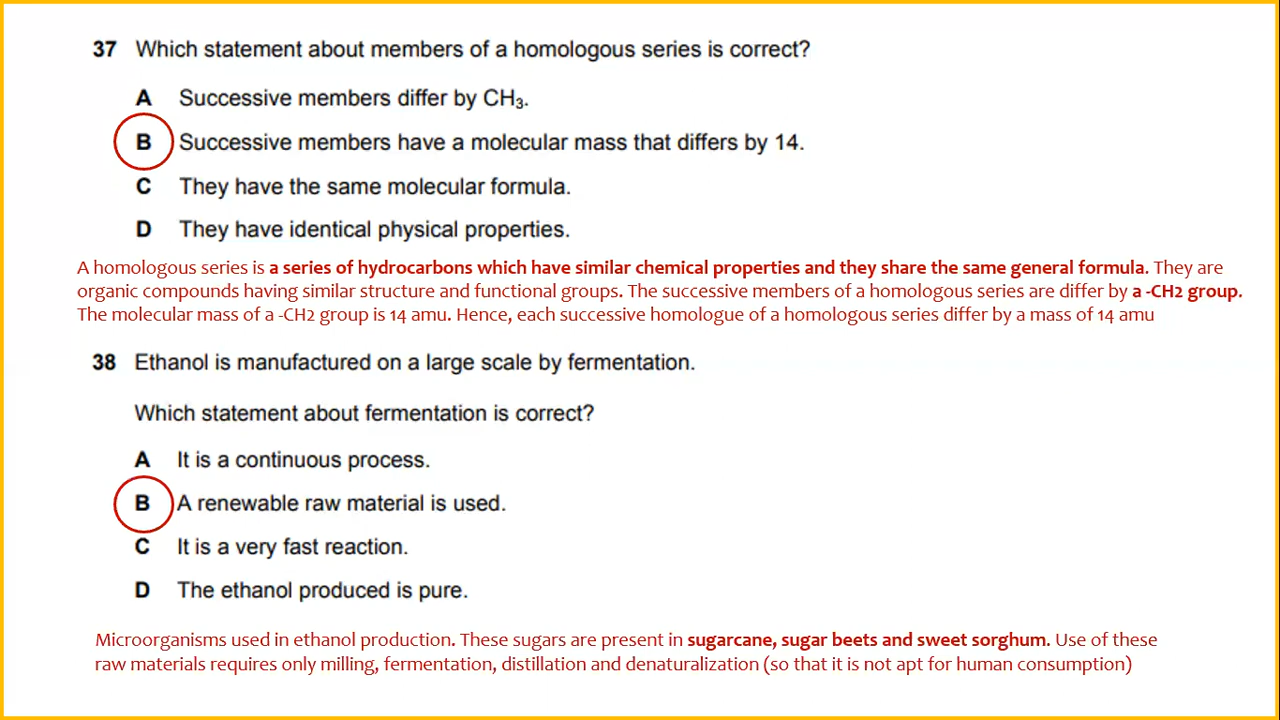 37 Which statement about members of a homologous series is correct?
A Successive members differ by CH₃.
B Successive members have a molecular mass that differs by 14.
C They have the same molecular formula.
D They have identical physical properties.
A homologous series is a series of hydrocarbons which have similar chemical properties and they share the same general formula. They are
organic compounds having similar structure and functional groups. The successive members of a homologous series are differ by a -CH2 group.
The molecular mass of a -CH2 group is 14 amu. Hence, each successive homologue of a homologous series differ by a mass of 14 amu
38 Ethanol is manufactured on a large scale by fermentation.
Which statement about fermentation is correct?
A It is a continuous process.
B A renewable raw material is used.
C It is a very fast reaction.
D The ethanol produced is pure.
Microorganisms used in ethanol production. These sugars are present in sugarcane, sugar beets and sweet sorghum. Use of these
raw materials requires only milling, fermentation, distillation and denaturalization (so that it is not apt for human consumption)